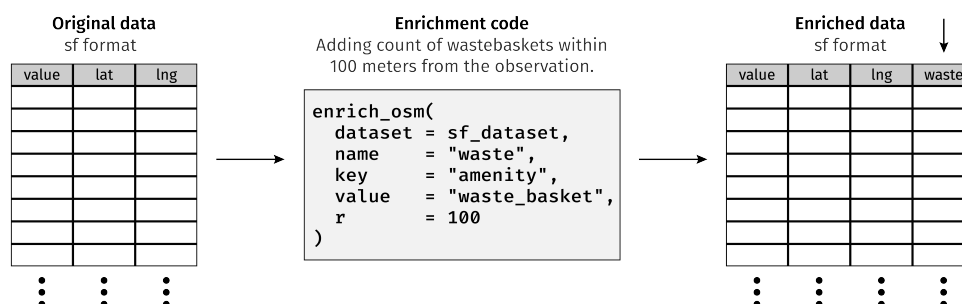 Original data
sf format
value lat lng
Enrichment code
Adding count of wastebaskets within
100 meters from the observation.
enrich_osm(
  dataset = sf_dataset,
  name    = "waste",
  key     = "amenity",
  value   = "waste_basket",
  r       = 100
)
Enriched data
sf format
value lat lng waste